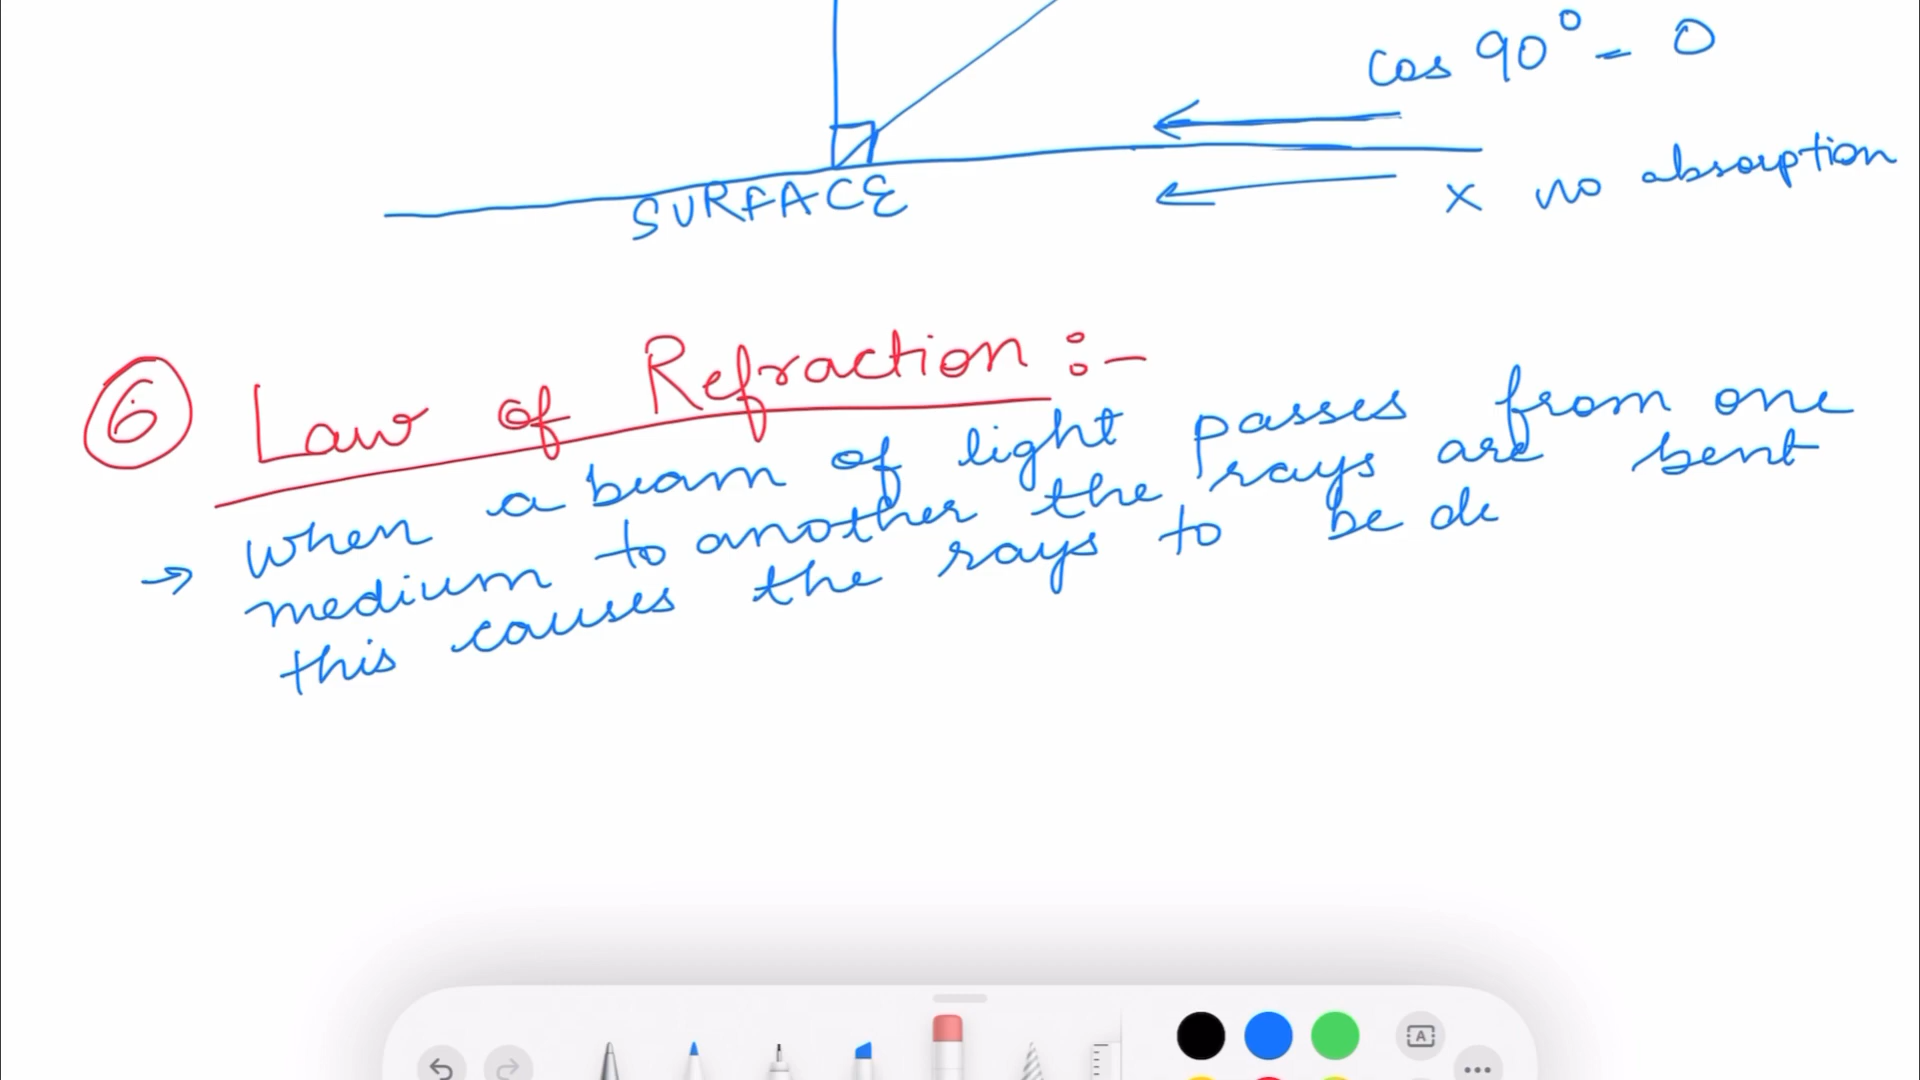 cos 90° = 0
SURFACE
x no absorption
6 Law of Refraction :-
→ when a beam of light passes from one
medium to another the rays are bent
this causes the rays to be de
A